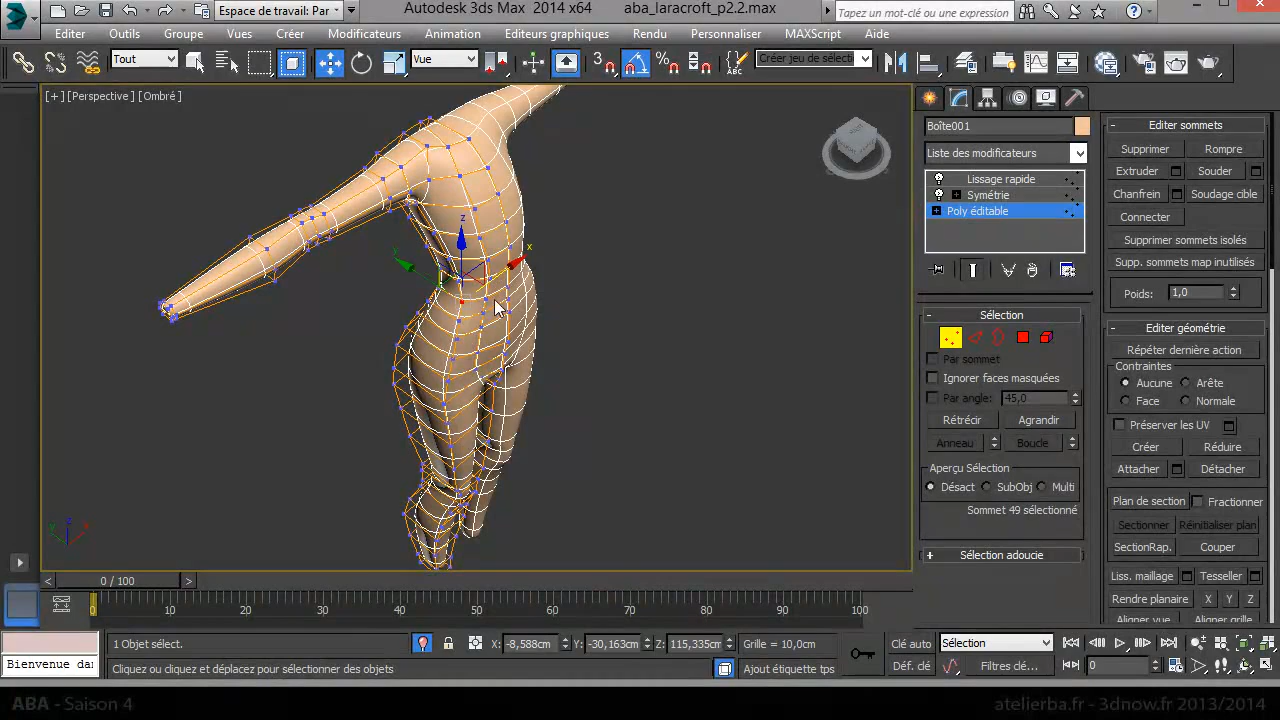 Espace de travail: Par
Autodesk 3ds Max 2014 x64
aba_laracroft_p2.2.max
Tapez un mot-clé ou une expression
Editer
Outils
Groupe
Vues
Créer
Modificateurs
Animation
Editeurs graphiques
Rendu
Personnaliser
MAXScript
Aide
Tout
Vue
3
Créer jeu de sélecti
[+] [Perspective] [Ombré]
Boîte001
Liste des modificateurs
Lissage rapide
Symétrie
Poly éditable
Sélection
Par sommet
Ignorer faces masquées
Par angle: 45,0
Rétrécir
Agrandir
Anneau
Boucle
Aperçu Sélection
Désact
SubObj
Multi
Sommet 49 sélectionné
Sélection adoucie
Editer sommets
Supprimer
Rompre
Extruder
Souder
Chanfrein
Soudage cible
Connecter
Supprimer sommets isolés
Supp. sommets map inutilisés
Poids: 1,0
Editer géométrie
Répéter dernière action
Contraintes
Aucune
Arête
Face
Normale
Préserver les UV
Créer
Réduire
Attacher
Détacher
Plan de section
Fractionner
Sectionner
Réinitialiser plan
SectionRap.
Couper
Liss. maillage
Tesseller
Rendre planaire
X
Y
Z
Aligner vue
Aligner grille
z
x
y
z
x
y
0 / 100
0
10
20
30
40
50
60
70
80
90
100
1 Objet sélect.
X: -8,588cm
Y: -30,163cm
Z: 115,335cm
Grille = 10,0cm
Clé auto
Sélection
Bienvenue da
Cliquez ou cliquez et déplacez pour sélectionner des objets
Ajout étiquette tps
Déf. clé
Filtres clé...
0
ABA - Saison 4
atelierba.fr - 3dnow.fr 2013/2014